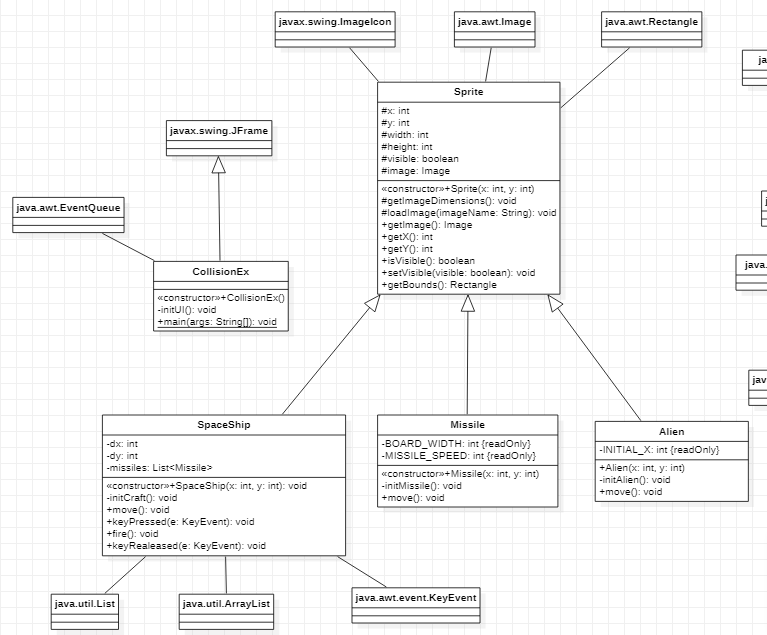 javax.swing.ImageIcon
java.awt.Image
java.awt.Rectangle
ja
Sprite
#x: int
#y: int
#width: int
#height: int
#visible: boolean
#image: Image
«constructor»+Sprite(x: int, y: int)
#getImageDimensions(): void
#loadImage(imageName: String): void
+getImage(): Image
+getX(): int
+getY(): int
+isVisible(): boolean
+setVisible(visible: boolean): void
+getBounds(): Rectangle
javax.swing.JFrame
java.awt.EventQueue
CollisionEx
«constructor»+CollisionEx()
-initUI(): void
+main(args: String[]): void
j
java.
jav
SpaceShip
-dx: int
-dy: int
-missiles: List<Missile>
«constructor»+SpaceShip(x: int, y: int): void
-initCraft(): void
+move(): void
+keyPressed(e: KeyEvent): void
+fire(): void
+keyRealeased(e: KeyEvent): void
Missile
-BOARD_WIDTH: int {readOnly}
-MISSILE_SPEED: int {readOnly}
«constructor»+Missile(x: int, y: int)
-initMissile(): void
+move(): void
Alien
-INITIAL_X: int {readOnly}
+Alien(x: int, y: int)
-initAlien(): void
+move(): void
java.util.List
java.util.ArrayList
java.awt.event.KeyEvent